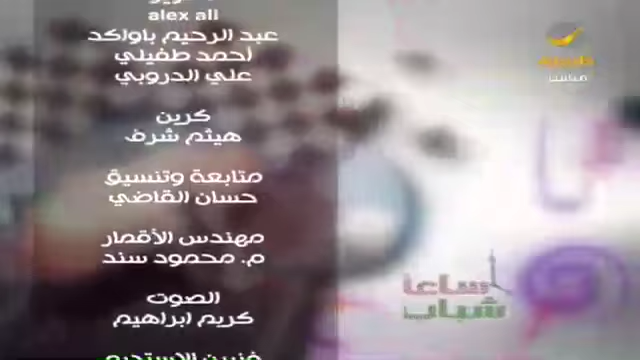 alex ali
عبد الرحيم باواكد
أحمد طفيلي
علي الدروبي
كرين
هيثم شرف
متابعة وتنسيق
حسان القاضي
مهندس الأقمار
م. محمود سند
الصوت
كريم ابراهيم
مباشر
ساعة
شباب